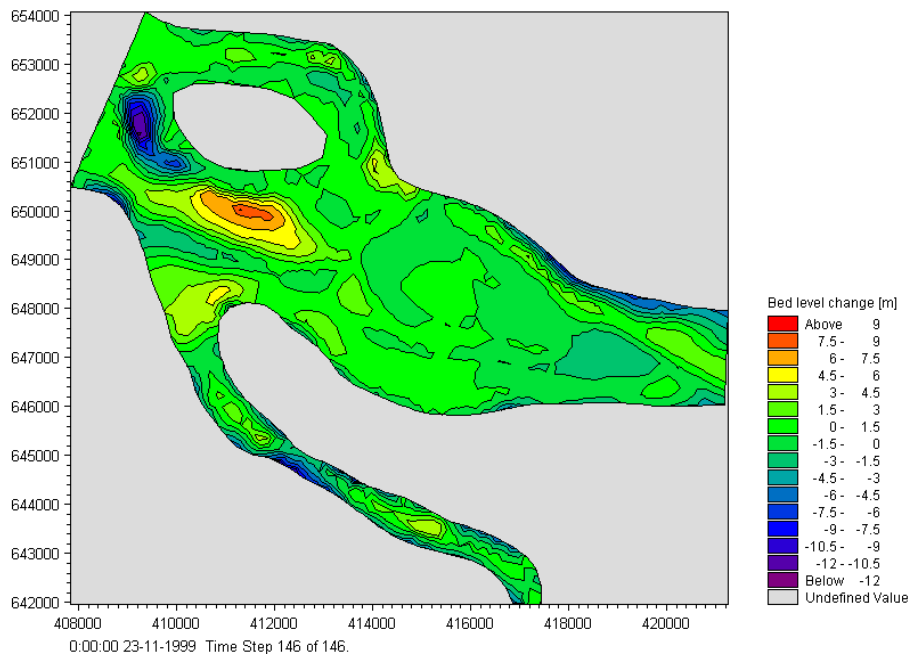 654000
653000
652000
651000
650000
649000
648000
647000
646000
645000
644000
643000
642000
408000 410000 412000 414000 416000 418000 420000
0:00:00 23-11-1999 Time Step 146 of 146.
Bed level change [m]
Above 9
7.5 - 9
6 - 7.5
4.5 - 6
3 - 4.5
1.5 - 3
0 - 1.5
-1.5 - 0
-3 - -1.5
-4.5 - -3
-6 - -4.5
-7.5 - -6
-9 - -7.5
-10.5 - -9
-12 - -10.5
Below -12
Undefined Value